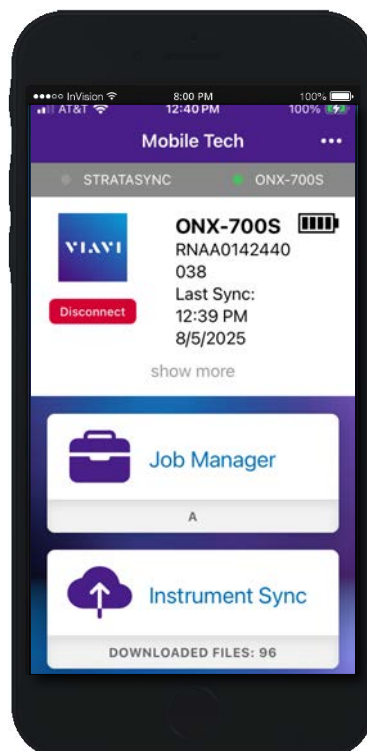 ●●●○○ InVision 8:00 PM 100%
AT&T 12:40 PM 100%
Mobile Tech •••
STRATASYNC ONX-700S
VIAVI
Disconnect
ONX-700S
RNAA0142440
038
Last Sync:
12:39 PM
8/5/2025
show more
Job Manager
A
Instrument Sync
DOWNLOADED FILES: 96